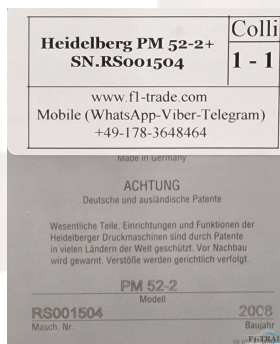 Heidelberg PM 52-2+
SN.RS001504
Colli
1 - 1
www.f1-trade.com
Mobile (WhatsApp-Viber-Telegram)
+49-178-3648464
Made in Germany
ACHTUNG
Deutsche und ausländische Patente
Wesentliche Teile, Einrichtungen und Funktionen der
Heidelberger Druckmaschinen sind durch Patente
in vielen Ländern der Welt geschützt. Vor Nachbau
wird gewarnt. Verstöße werden gerichtlich verfolgt.
PM 52-2
Modell
RS001504
2008
Masch. Nr.
Baujahr